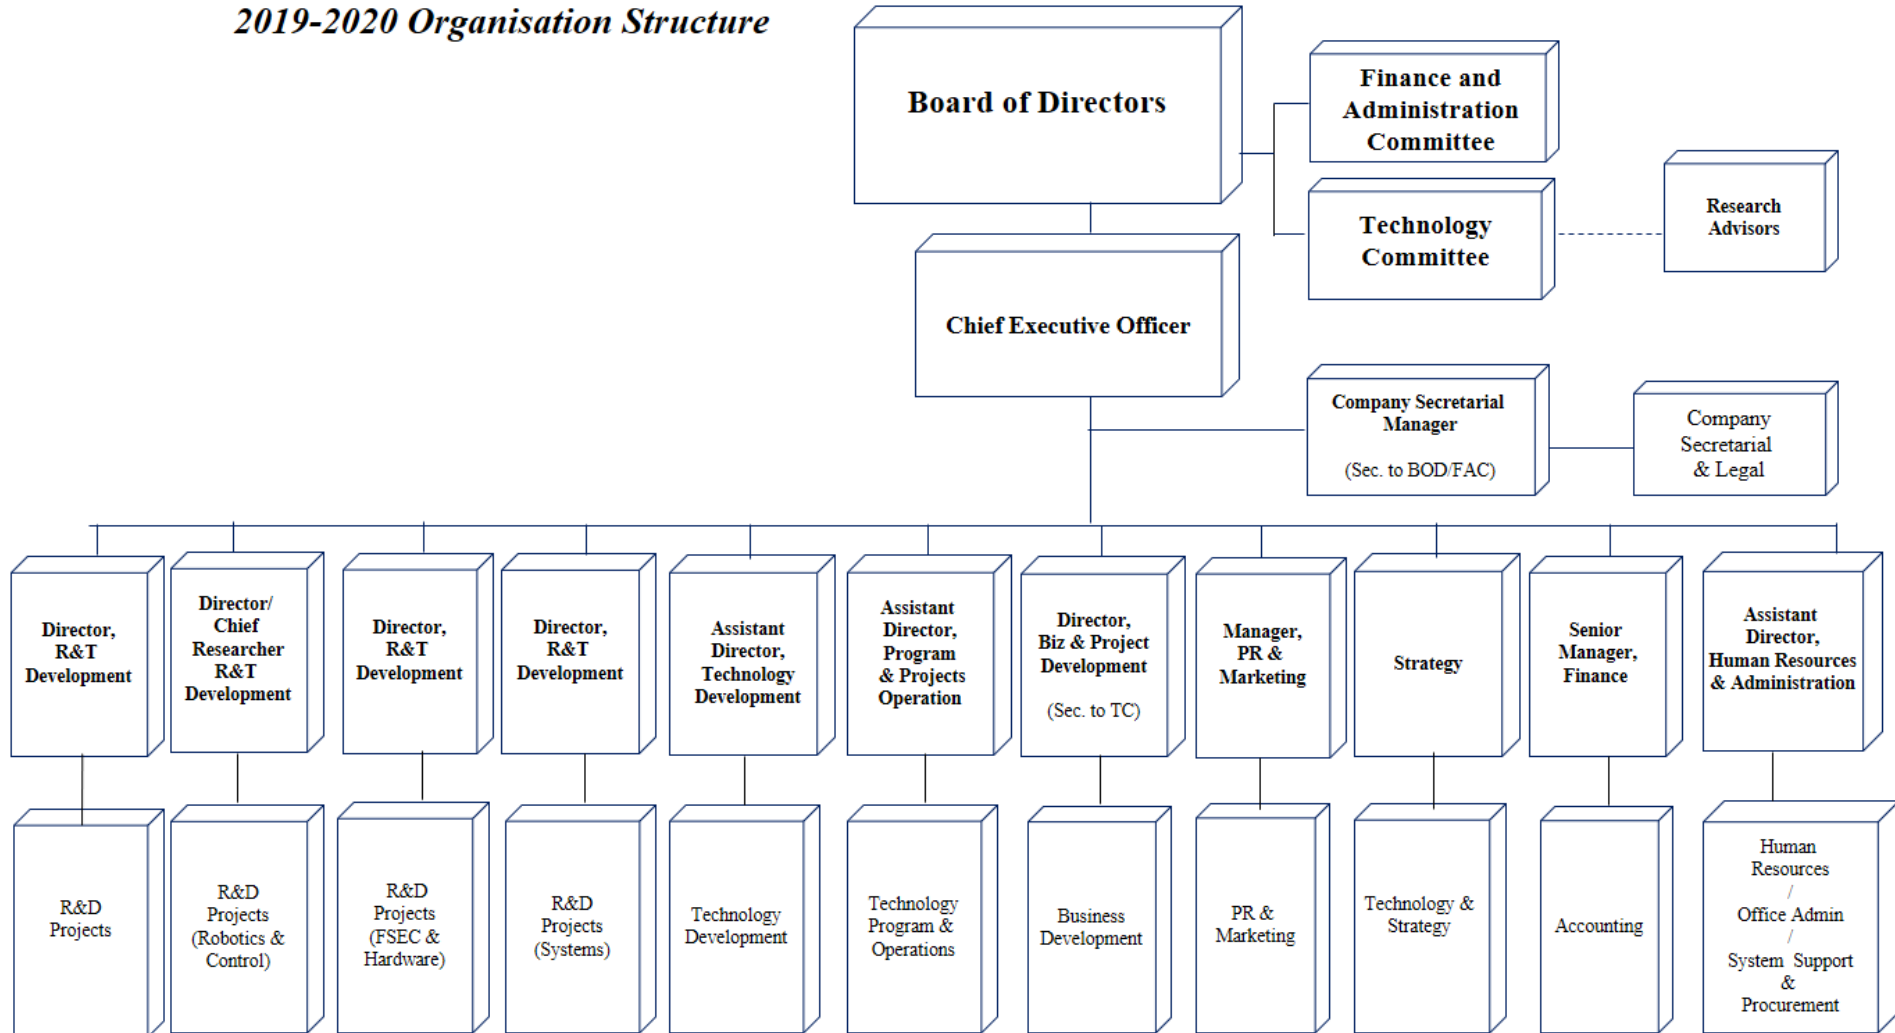 2019-2020 Organisation Structure
Board of Directors
Finance and
Administration
Committee
Technology
Committee
Research
Advisors
Chief Executive Officer
Company Secretarial
Manager
(Sec. to BOD/FAC)
Company
Secretarial
& Legal
Director,
R&T
Development
Director/
Chief
Researcher
R&T
Development
Director,
R&T
Development
Director,
R&T
Development
Assistant
Director,
Technology
Development
Assistant
Director,
Program
& Projects
Operation
Director,
Biz & Project
Development
(Sec. to TC)
Manager,
PR &
Marketing
Strategy
Senior
Manager,
Finance
Assistant
Director,
Human Resources
& Administration
R&D
Projects
R&D
Projects
(Robotics &
Control)
R&D
Projects
(FSEC &
Hardware)
R&D
Projects
(Systems)
Technology
Development
Technology
Program &
Operations
Business
Development
PR &
Marketing
Technology &
Strategy
Accounting
Human
Resources
/
Office Admin
/
System Support
&
Procurement